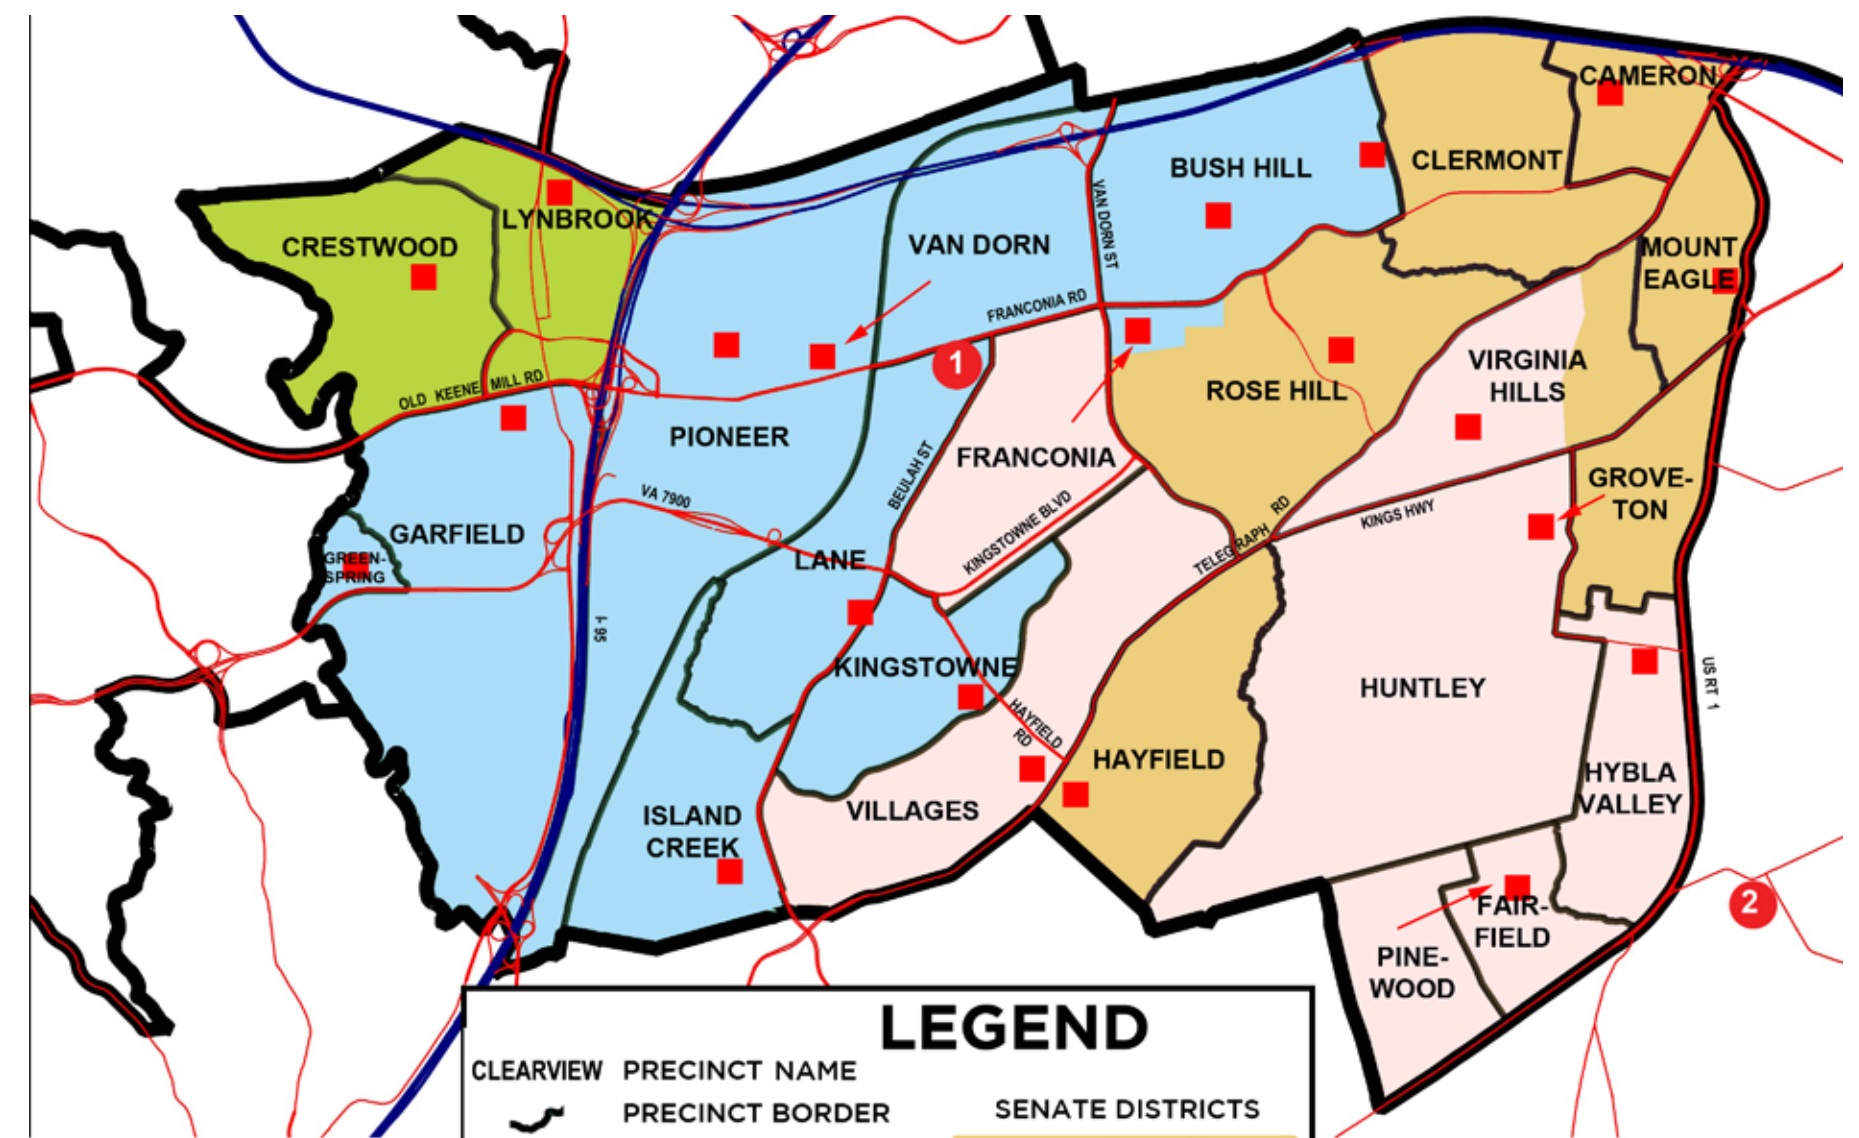 CAMERON
CLERMONT
BUSH HILL
LYNBROOK
CRESTWOOD
VAN DORN
VAN DORN ST
MOUNT
EAGLE
FRANCONIA RD
1
OLD KEENE MILL RD
VIRGINIA
HILLS
ROSE HILL
PIONEER
FRANCONIA
BEULAH ST
VA 7900
KINGSTOWNE BLVD
GROVE-
TON
KINGS HWY
TELEGRAPH RD
GARFIELD
GREEN-
SPRING
LANE
I-95
KINGSTOWNE
HUNTLEY
US RT 1
HAYFIELD
RD
HAYFIELD
HYBLA
VALLEY
VILLAGES
ISLAND
CREEK
2
FAIR-
FIELD
PINE-
WOOD
LEGEND
CLEARVIEW PRECINCT NAME
PRECINCT BORDER
SENATE DISTRICTS